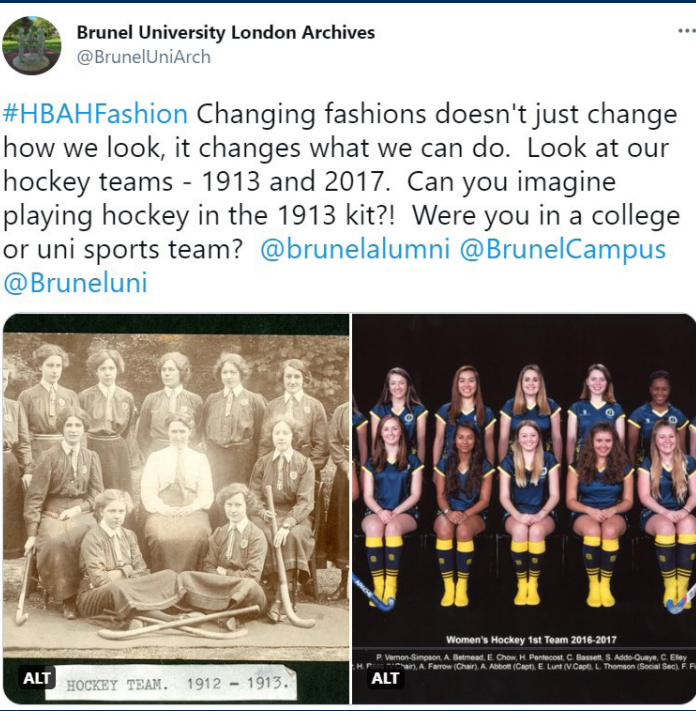 Brunel University London Archives
@BrunelUniArch
#HBAHFashion Changing fashions doesn't just change
how we look, it changes what we can do.  Look at our
hockey teams - 1913 and 2017.  Can you imagine
playing hockey in the 1913 kit?!  Were you in a college
or uni sports team?  @brunelalumni @BrunelCampus
@Bruneluni
ALT
HOCKEY TEAM.  1912 - 1913.
Women's Hockey 1st Team 2016-2017
P. Vernon-Simpson, A. Betmead, E. Chow, H. Pentecost, C. Bassett, S. Addo-Quaye, C. Elley
H. Chair), A. Farrow (Chair), A. Abbott (Capt), E. Lunt (V.Capt), L. Thomson (Social Sec), F. F
ALT